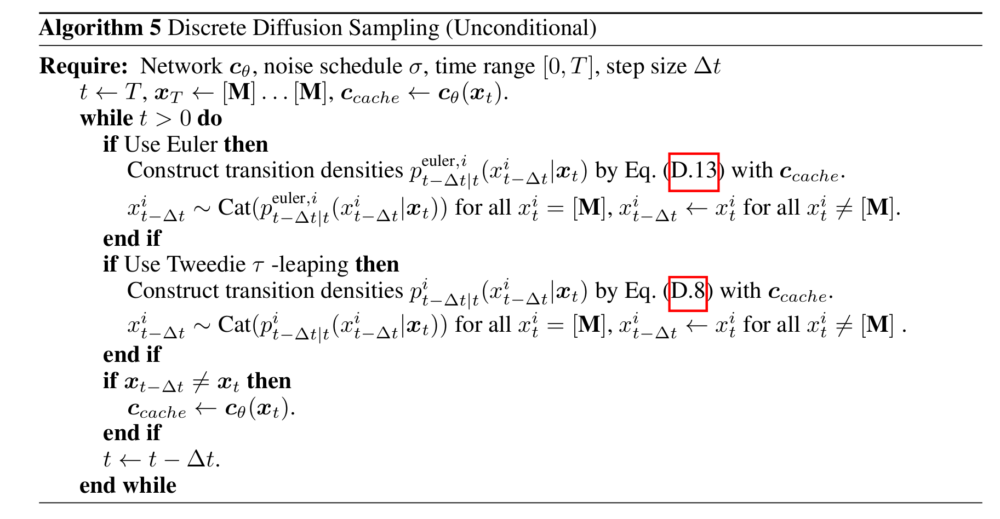 Algorithm 5 Discrete Diffusion Sampling (Unconditional)
Require: Network $\boldsymbol{c}_\theta$, noise schedule $\sigma$, time range $[0, T]$, step size $\Delta t$
$t \leftarrow T$, $\boldsymbol{x}_T \leftarrow [\mathbf{M}] \ldots [\mathbf{M}]$, $\boldsymbol{c}_{cache} \leftarrow \boldsymbol{c}_\theta(\boldsymbol{x}_t)$.
while $t > 0$ do
if Use Euler then
Construct transition densities $p^{\text{euler},i}_{t-\Delta t|t}(x^i_{t-\Delta t}|\boldsymbol{x}_t)$ by Eq. (D.13) with $\boldsymbol{c}_{cache}$.
$x^i_{t-\Delta t} \sim \text{Cat}(p^{\text{euler},i}_{t-\Delta t|t}(x^i_{t-\Delta t}|\boldsymbol{x}_t))$ for all $x^i_t = [\mathbf{M}]$, $x^i_{t-\Delta t} \leftarrow x^i_t$ for all $x^i_t \neq [\mathbf{M}]$.
end if
if Use Tweedie $\tau$ -leaping then
Construct transition densities $p^i_{t-\Delta t|t}(x^i_{t-\Delta t}|\boldsymbol{x}_t)$ by Eq. (D.8) with $\boldsymbol{c}_{cache}$.
$x^i_{t-\Delta t} \sim \text{Cat}(p^i_{t-\Delta t|t}(x^i_{t-\Delta t}|\boldsymbol{x}_t))$ for all $x^i_t = [\mathbf{M}]$, $x^i_{t-\Delta t} \leftarrow x^i_t$ for all $x^i_t \neq [\mathbf{M}]$ .
end if
if $\boldsymbol{x}_{t-\Delta t} \neq \boldsymbol{x}_t$ then
$\boldsymbol{c}_{cache} \leftarrow \boldsymbol{c}_\theta(\boldsymbol{x}_t)$.
end if
$t \leftarrow t - \Delta t$.
end while